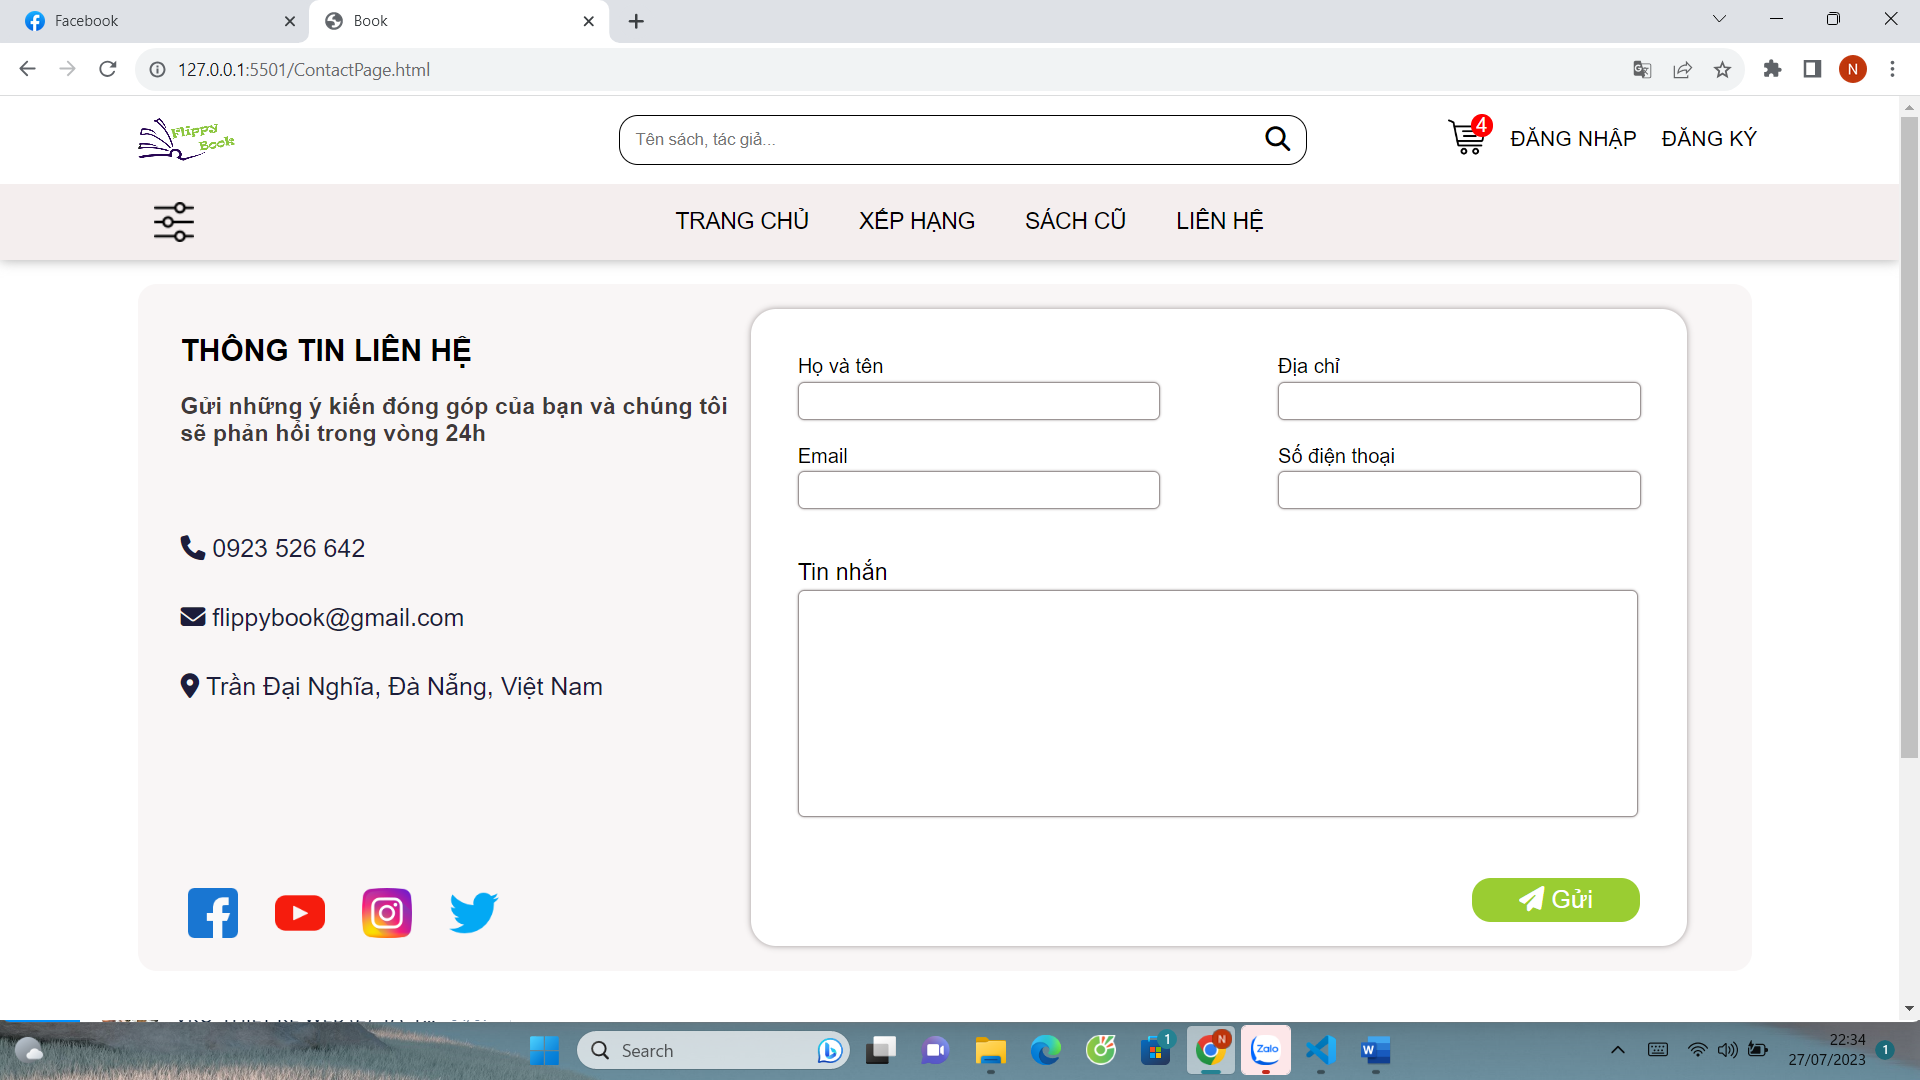 Facebook
Book
127.0.0.1:5501/ContactPage.html
N
Flippy
Book
Tên sách, tác giả...
4
ĐĂNG NHẬP
ĐĂNG KÝ
TRANG CHỦ
XẾP HẠNG
SÁCH CŨ
LIÊN HỆ
THÔNG TIN LIÊN HỆ
Gửi những ý kiến đóng góp của bạn và chúng tôi
sẽ phản hồi trong vòng 24h
0923 526 642
flippybook@gmail.com
Trần Đại Nghĩa, Đà Nẵng, Việt Nam
Họ và tên
Địa chỉ
Email
Số điện thoại
Tin nhắn
Gửi
Search
1
N
Zalo
W
22:34
27/07/2023
1